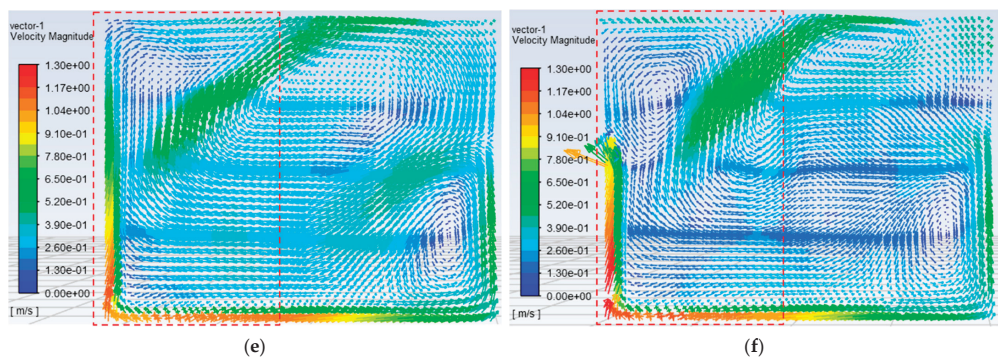 vector-1
Velocity Magnitude
1.30e+00
1.17e+00
1.04e+00
9.10e-01
7.80e-01
6.50e-01
5.20e-01
3.90e-01
2.60e-01
1.30e-01
0.00e+00
[ m/s ]
(e)
vector-1
Velocity Magnitude
1.30e+00
1.17e+00
1.04e+00
9.10e-01
7.80e-01
6.50e-01
5.20e-01
3.90e-01
2.60e-01
1.30e-01
0.00e+00
[ m/s ]
(f)